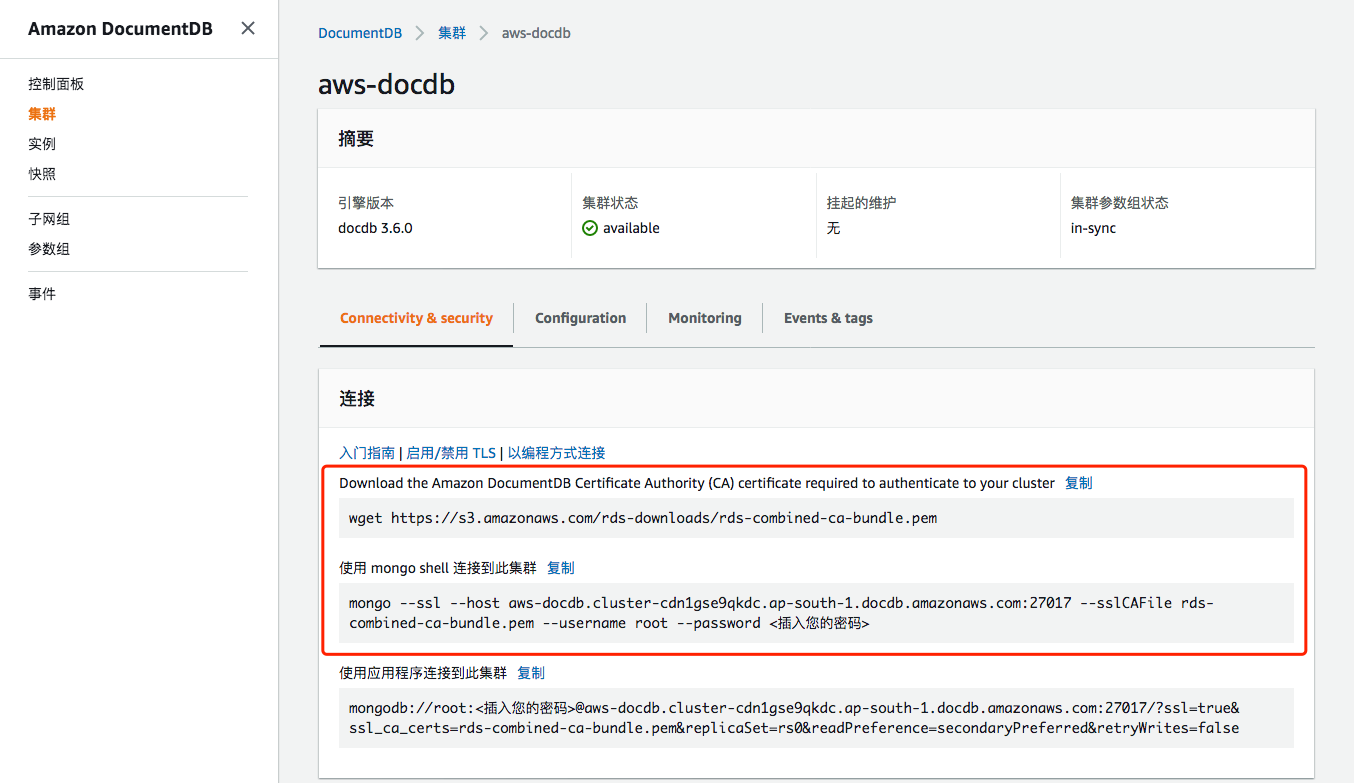 Amazon DocumentDB
控制面板
集群
实例
快照
子网组
参数组
事件
DocumentDB
集群
aws-docdb
aws-docdb
摘要
引擎版本
docdb 3.6.0
集群状态
available
挂起的维护
无
集群参数组状态
in-sync
Connectivity & security
Configuration
Monitoring
Events & tags
连接
入门指南 | 启用/禁用 TLS | 以编程方式连接
Download the Amazon DocumentDB Certificate Authority (CA) certificate required to authenticate to your cluster 复制
wget https://s3.amazonaws.com/rds-downloads/rds-combined-ca-bundle.pem
使用 mongo shell 连接到此集群 复制
mongo --ssl --host aws-docdb.cluster-cdn1gse9qkdc.ap-south-1.docdb.amazonaws.com:27017 --sslCAFile rds-
combined-ca-bundle.pem --username root --password <插入您的密码>
使用应用程序连接到此集群 复制
mongodb://root:<插入您的密码>@aws-docdb.cluster-cdn1gse9qkdc.ap-south-1.docdb.amazonaws.com:27017/?ssl=true&
ssl_ca_certs=rds-combined-ca-bundle.pem&replicaSet=rs0&readPreference=secondaryPreferred&retryWrites=false